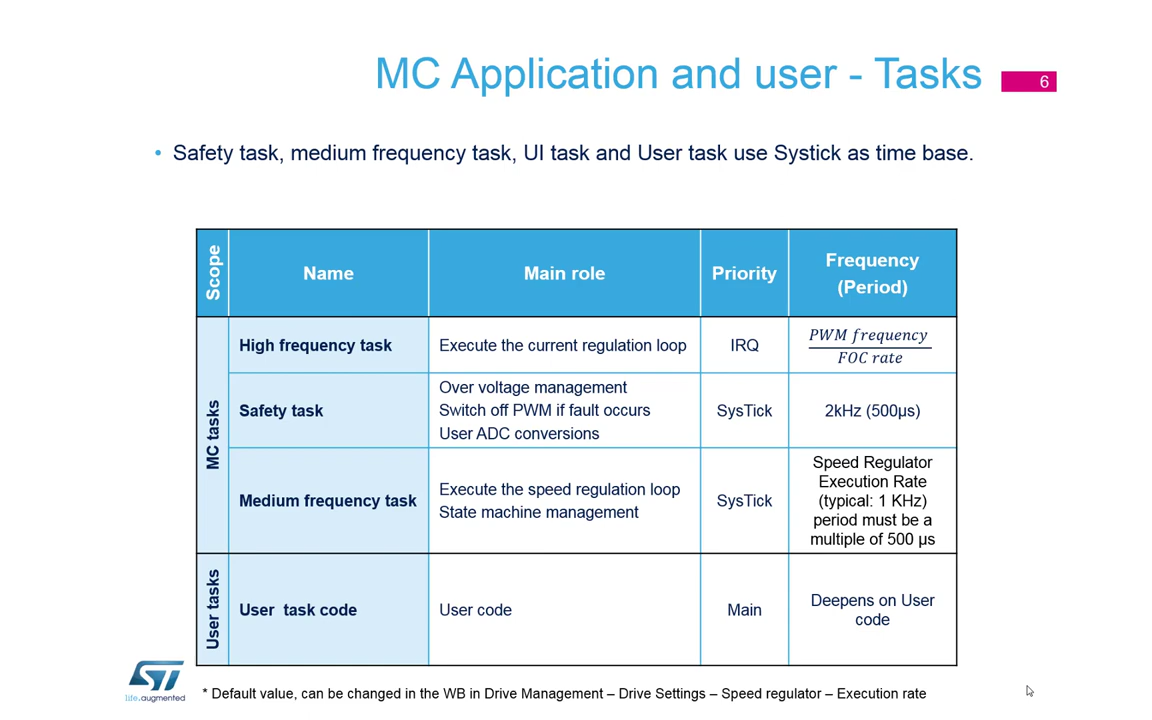 MC Application and user - Tasks
6
• Safety task, medium frequency task, UI task and User task use Systick as time base.
Scope
Name
Main role
Priority
Frequency
(Period)
MC tasks
High frequency task
Execute the current regulation loop
IRQ
PWM frequency
FOC rate
Safety task
Over voltage management
Switch off PWM if fault occurs
User ADC conversions
SysTick
2kHz (500µs)
Medium frequency task
Execute the speed regulation loop
State machine management
SysTick
Speed Regulator
Execution Rate
(typical: 1 KHz)
period must be a
multiple of 500 µs
User tasks
User task code
User code
Main
Deepens on User
code
ST
life.augmented
* Default value, can be changed in the WB in Drive Management – Drive Settings – Speed regulator – Execution rate